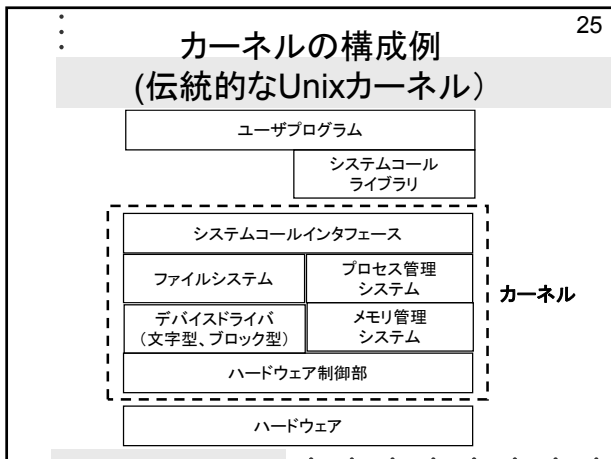 25
カーネルの構成例
(伝統的なUnixカーネル）
ユーザプログラム
システムコール
ライブラリ
システムコールインタフェース
ファイルシステム
プロセス管理
システム
カーネル
デバイスドライバ
（文字型、ブロック型）
メモリ管理
システム
ハードウェア制御部
ハードウェア